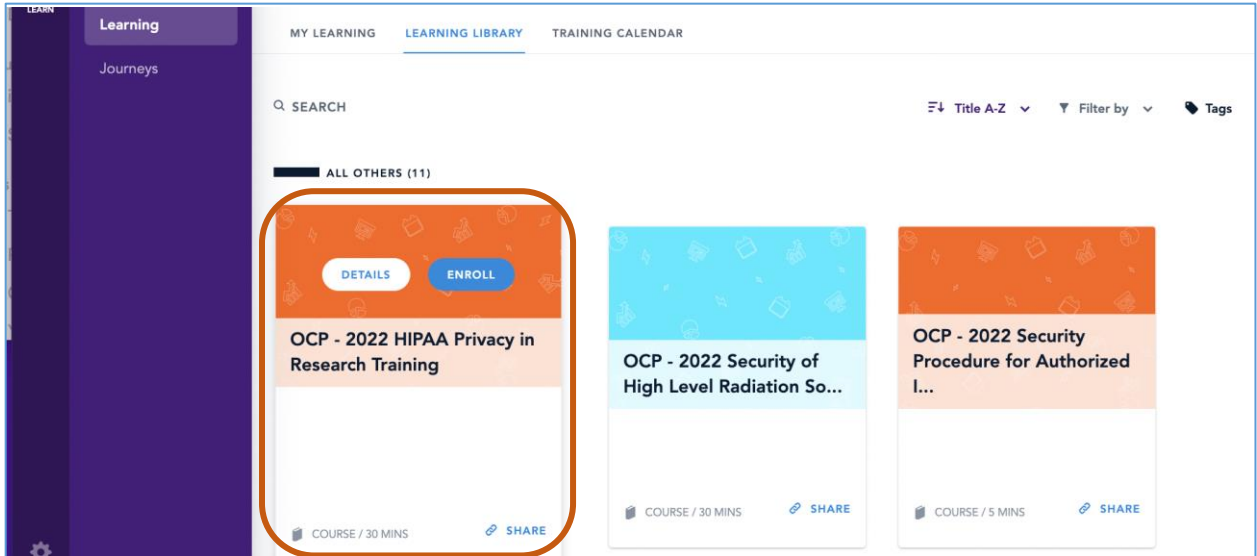 LEARN
Learning
Journeys
MY LEARNING LEARNING LIBRARY TRAINING CALENDAR
SEARCH
Title A-Z Filter by Tags
ALL OTHERS (11)
DETAILS ENROLL
OCP - 2022 HIPAA Privacy in
Research Training
COURSE / 30 MINS SHARE
OCP - 2022 Security of
High Level Radiation So...
COURSE / 30 MINS SHARE
OCP - 2022 Security
Procedure for Authorized
I...
COURSE / 5 MINS SHARE